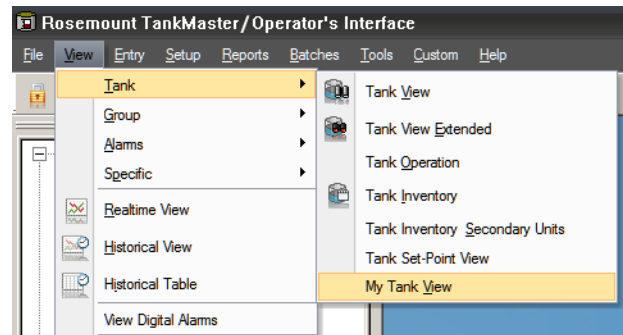 Rosemount TankMaster/Operator's Interface
File View Entry Setup Reports Batches Tools Custom Help
Tank
Group
Alarms
Specific
Realtime View
Historical View
Historical Table
View Digital Alarms
Tank View
Tank View Extended
Tank Operation
Tank Inventory
Tank Inventory Secondary Units
Tank Set-Point View
My Tank View